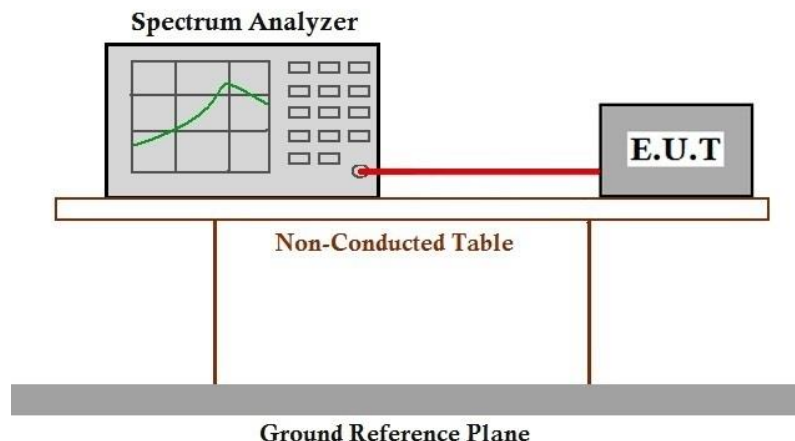 Spectrum Analyzer
E.U.T
Non-Conducted Table
Ground Reference Plane